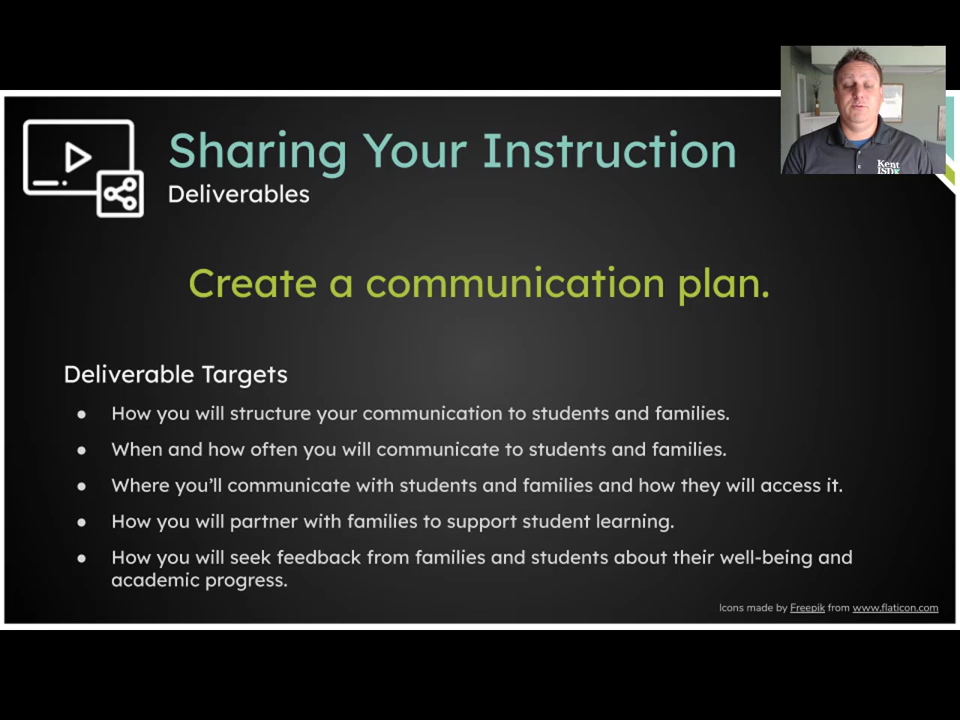 Sharing Your Instruction
Deliverables
Kent
ISD
Create a communication plan.
Deliverable Targets
● How you will structure your communication to students and families.
● When and how often you will communicate to students and families.
● Where you’ll communicate with students and families and how they will access it.
● How you will partner with families to support student learning.
● How you will seek feedback from families and students about their well-being and
academic progress.
Icons made by Freepik from www.flaticon.com